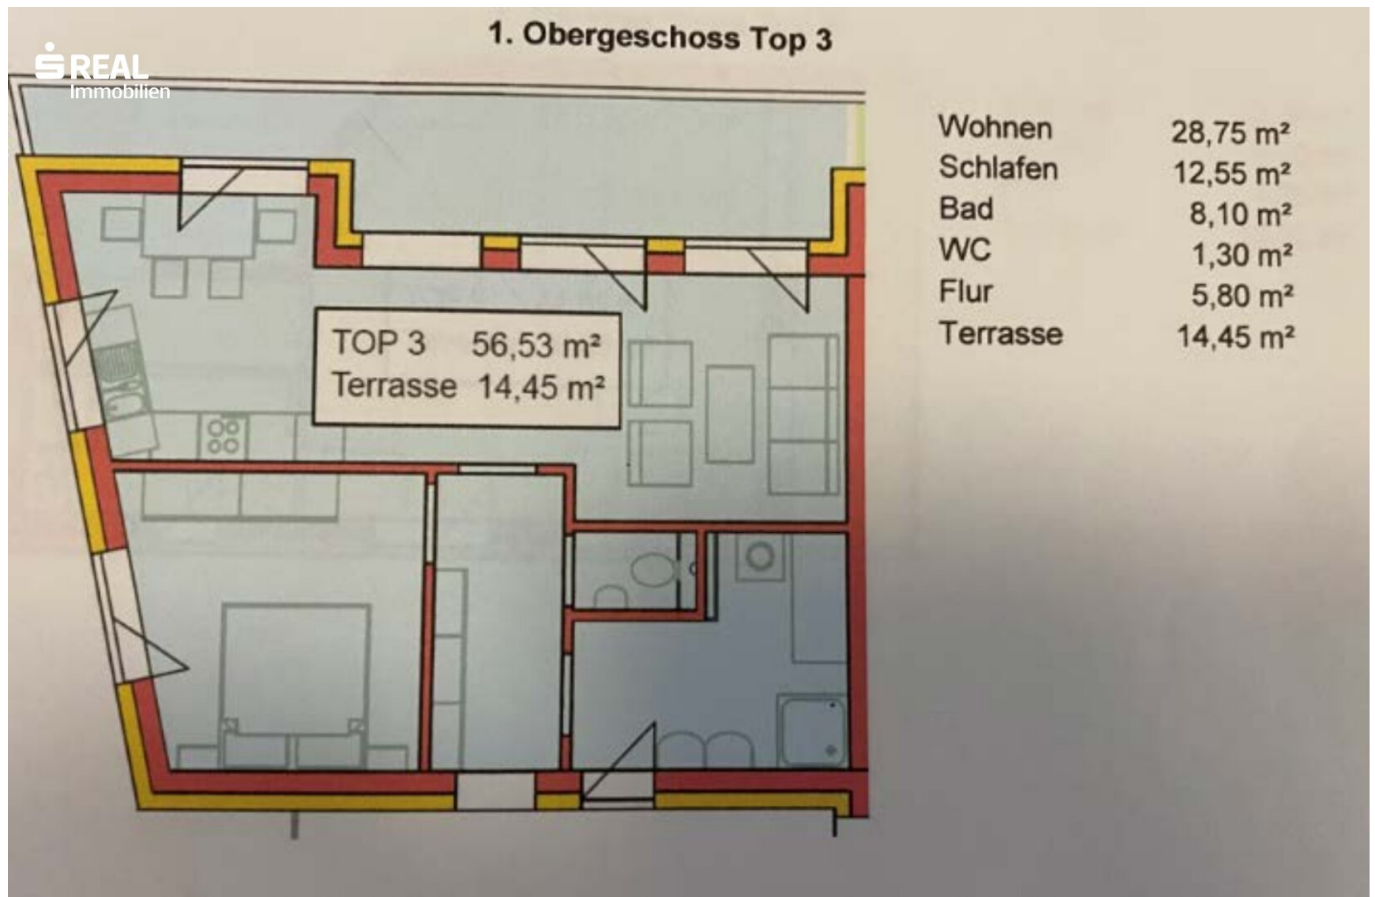 1. Obergeschoss Top 3
S REAL
Immobilien
Wohnen 28,75 m²
Schlafen 12,55 m²
Bad 8,10 m²
WC 1,30 m²
Flur 5,80 m²
Terrasse 14,45 m²
TOP 3 56,53 m²
Terrasse 14,45 m²